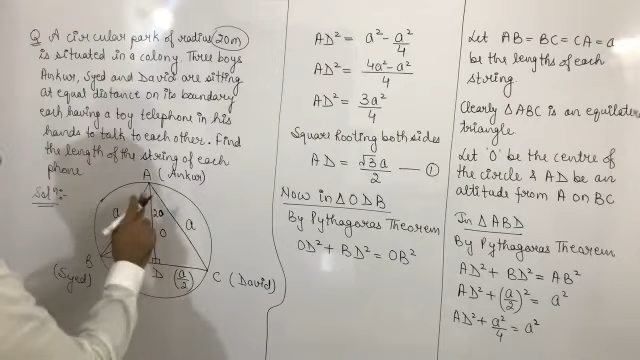 Q A circular park of radius 20m
is situated in a colony. Three boys
Ankur, Syed and David are sitting
at equal distance on its boundary
each having a toy telephone in his
hands to talk to each other. Find
the length of the string of each
phone
Solⁿ:-
A (Ankur)
a
20
O
a
B
(Syed)
D
(a/2)
C (David)
AD² = a² - a²/4
AD² = (4a² - a²)/4
AD² = 3a²/4
Square rooting both sides
AD = √3a/2 — ①
Now in △ODB
By Pythagoras Theorem
OD² + BD² = OB²
Let AB = BC = CA = a
be the lengths of each
string
Clearly △ABC is an equilate
triangle.
Let 'O' be the centre of
the circle & AD be an
altitude from A on BC
In △ABD
By Pythagoras Theorem
AD² + BD² = AB²
AD² + (a/2)² = a²
AD² + a²/4 = a²